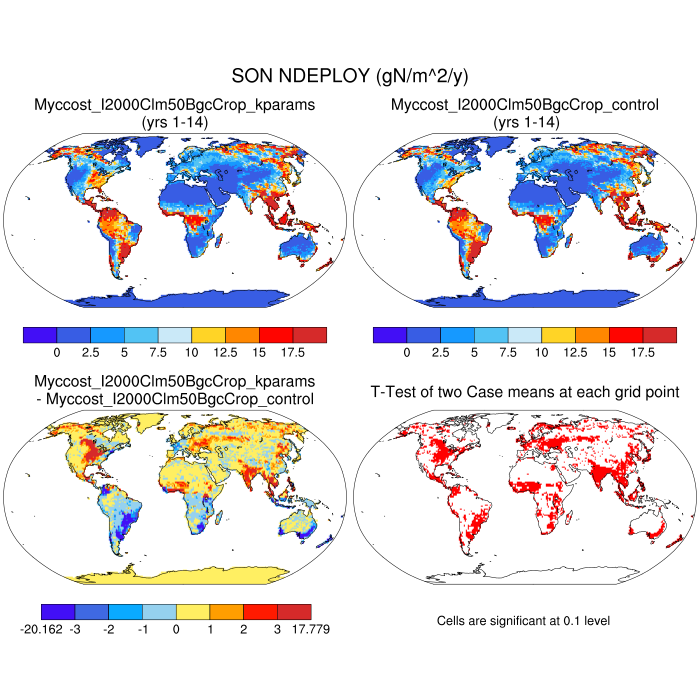 SON NDEPLOY (gN/m^2/y)
Myccost_I2000Clm50BgcCrop_kparams
(yrs 1-14)
Myccost_I2000Clm50BgcCrop_control
(yrs 1-14)
0 2.5 5 7.5 10 12.5 15 17.5
0 2.5 5 7.5 10 12.5 15 17.5
Myccost_I2000Clm50BgcCrop_kparams
- Myccost_I2000Clm50BgcCrop_control
T-Test of two Case means at each grid point
-20.162 -3 -2 -1 0 1 2 3 17.779
Cells are significant at 0.1 level